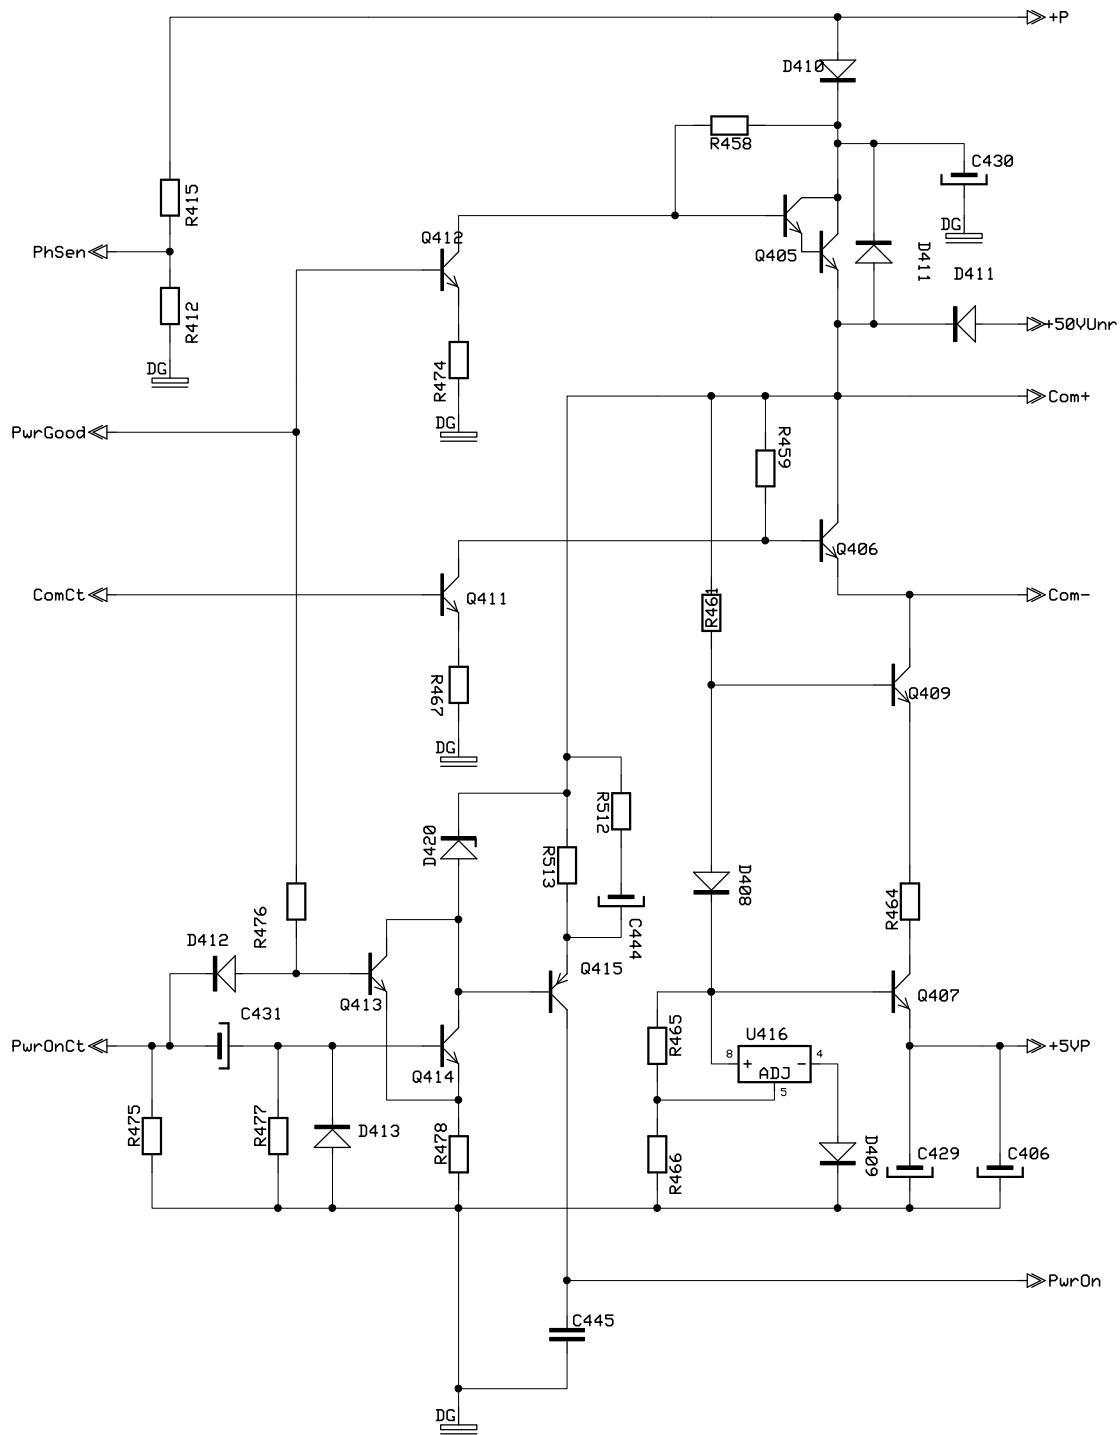 +P
D410
R458
C430
R415
DG
Q412
PhSen
Q405
D411
D411
R412
+50VUnr
DG
R474
Com+
DG
PwrGood
R459
Q406
ComCt
Q411
R461
Com-
R467
Q409
DG
R512
D420
R513
D408
R464
R476
C444
D412
Q415
Q413
Q407
C431
PwrOnCt
R465
U416
+5VP
8
+
-
4
ADJ
5
Q414
R475
R477
D413
R478
R466
D409
C429
C406
PwrOn
C445
DG